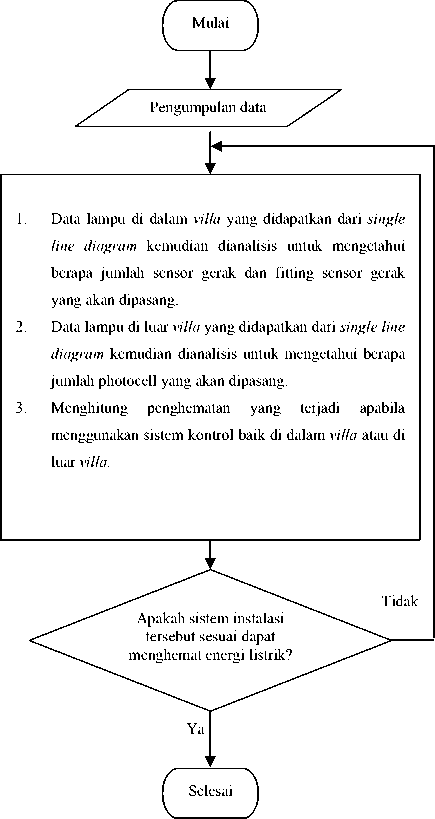 Mulai
Pengumpulan data
1. Data lampu di dalam villa yang didapatkan dari single
line diagram kemudian dianalisis untuk mengetahui
berapa jumlah sensor gerak dan fitting sensor gerak
yang akan dipasang.
2. Data lampu di luar villa yang didapatkan dari single line
diagram kemudian dianalisis untuk mengetahui berapa
jumlah photocell yang akan dipasang.
3. Menghitung penghematan yang terjadi apabila
menggunakan sistem kontrol baik di dalam villa atau di
luar villa.
Tidak
Apakah sistem instalasi
tersebut sesuai dapat
menghemat energi listrik?
Ya
Selesai